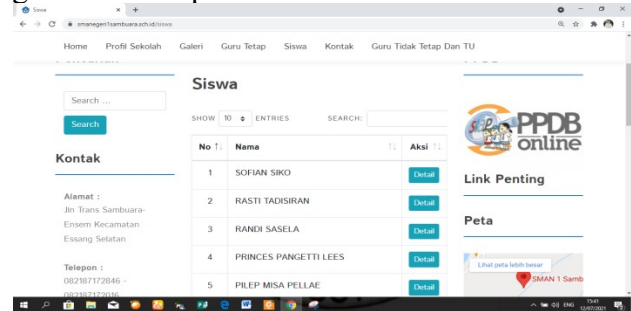 Siswa
smanegeri1sambuara.sch.id/siswa
Home Profil Sekolah Galeri Guru Tetap Siswa Kontak Guru Tidak Tetap Dan TU
Search ...
Search
Kontak
Alamat :
Jln Trans Sambuara-
Ensem Kecamatan
Essang Selatan
Telepon :
082187172846 -
082187172016
Siswa
SHOW 10 ENTRIES SEARCH:
No Nama Aksi
1 SOFIAN SIKO Detail
2 RASTI TADISIRAN Detail
3 RANDI SASELA Detail
4 PRINCES PANGETTI LEES Detail
5 PILEP MISA PELLAE Detail
PPDB
online
Link Penting
Peta
Lihat peta lebih besar
SMAN 1 Samb
ENG
15:41
12/07/2021